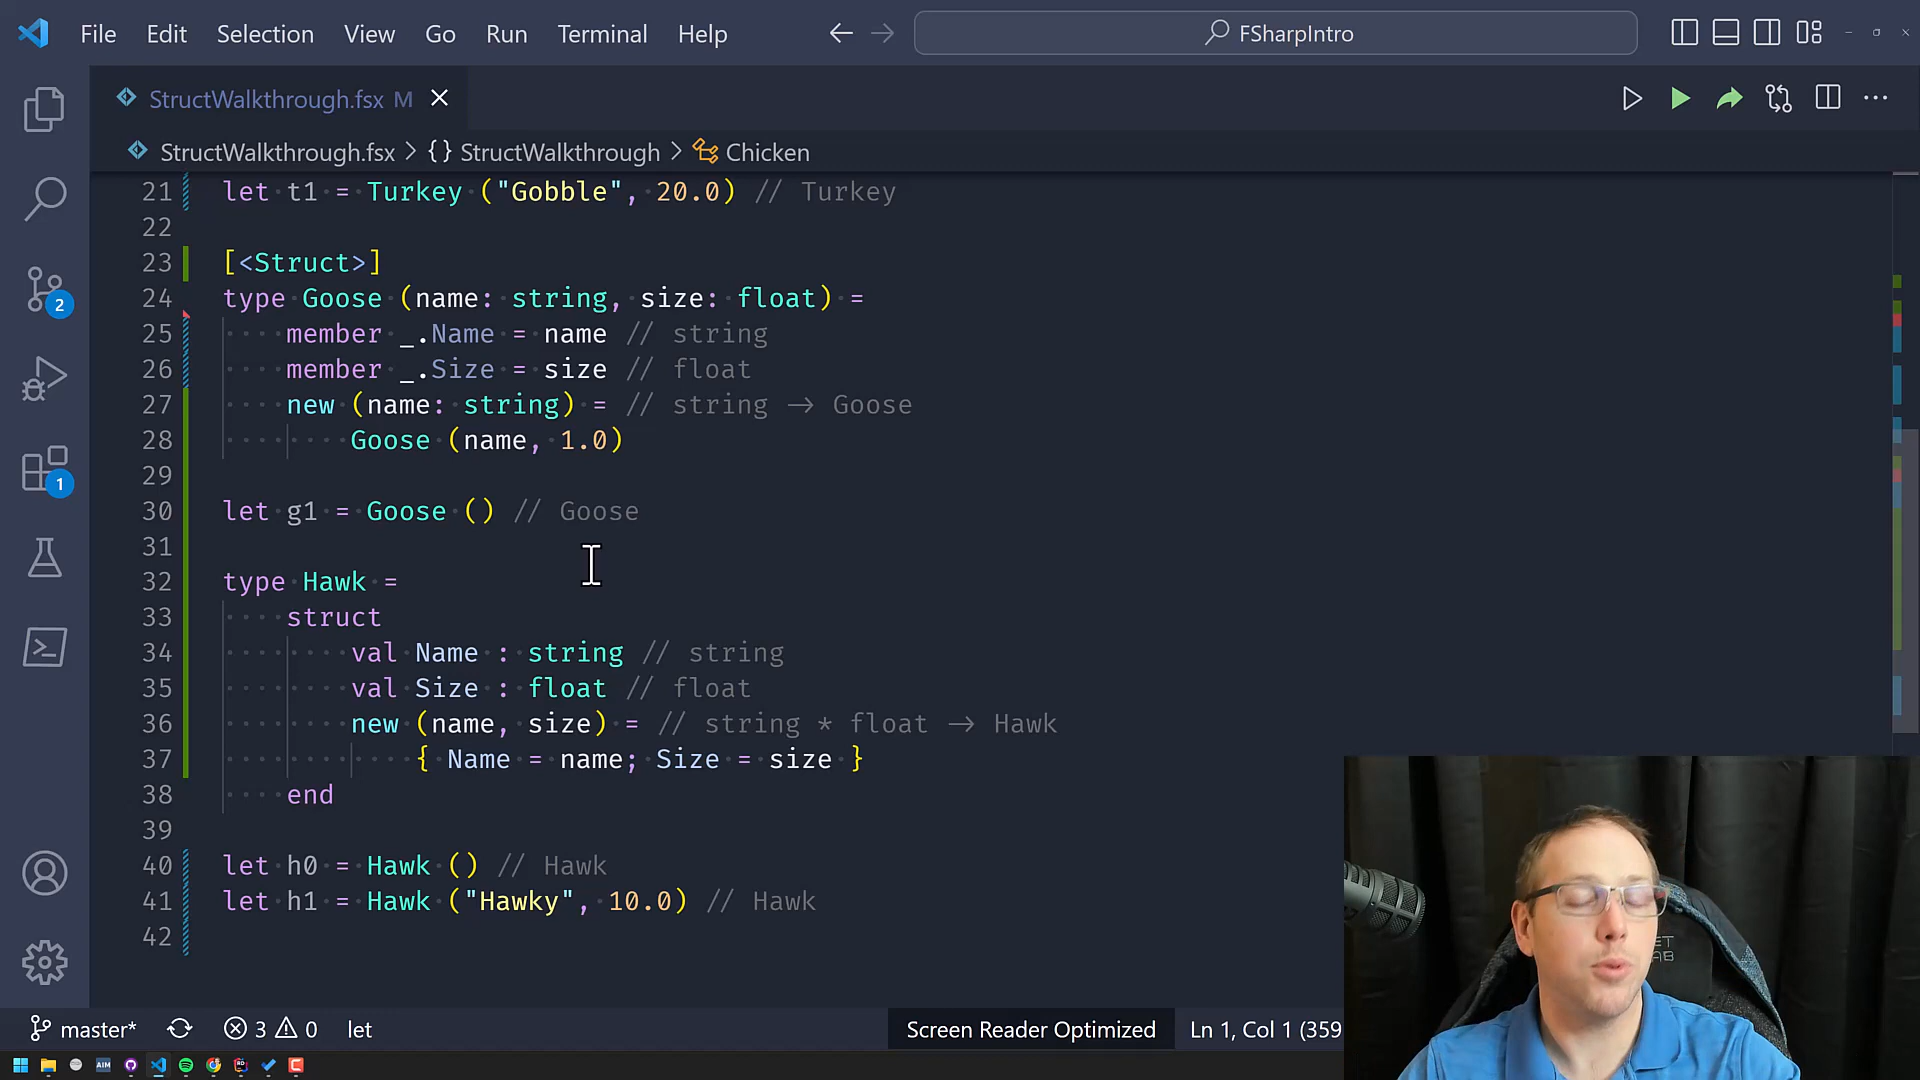 File Edit Selection View Go Run Terminal Help
FSharpIntro
StructWalkthrough.fsx M
StructWalkthrough.fsx > {} StructWalkthrough > Chicken
21 let t1 = Turkey ("Gobble", 20.0) // Turkey
22
23 [<Struct>]
24 type Goose (name: string, size: float) =
25 member _.Name = name // string
26 member _.Size = size // float
27 new (name: string) = // string -> Goose
28 Goose (name, 1.0)
29
30 let g1 = Goose () // Goose
31
32 type Hawk =
33 struct
34 val Name : string // string
35 val Size : float // float
36 new (name, size) = // string * float -> Hawk
37 { Name = name; Size = size }
38 end
39
40 let h0 = Hawk () // Hawk
41 let h1 = Hawk ("Hawky", 10.0) // Hawk
42
2
1
master* 3 0 let
Screen Reader Optimized Ln 1, Col 1 (359
AIM